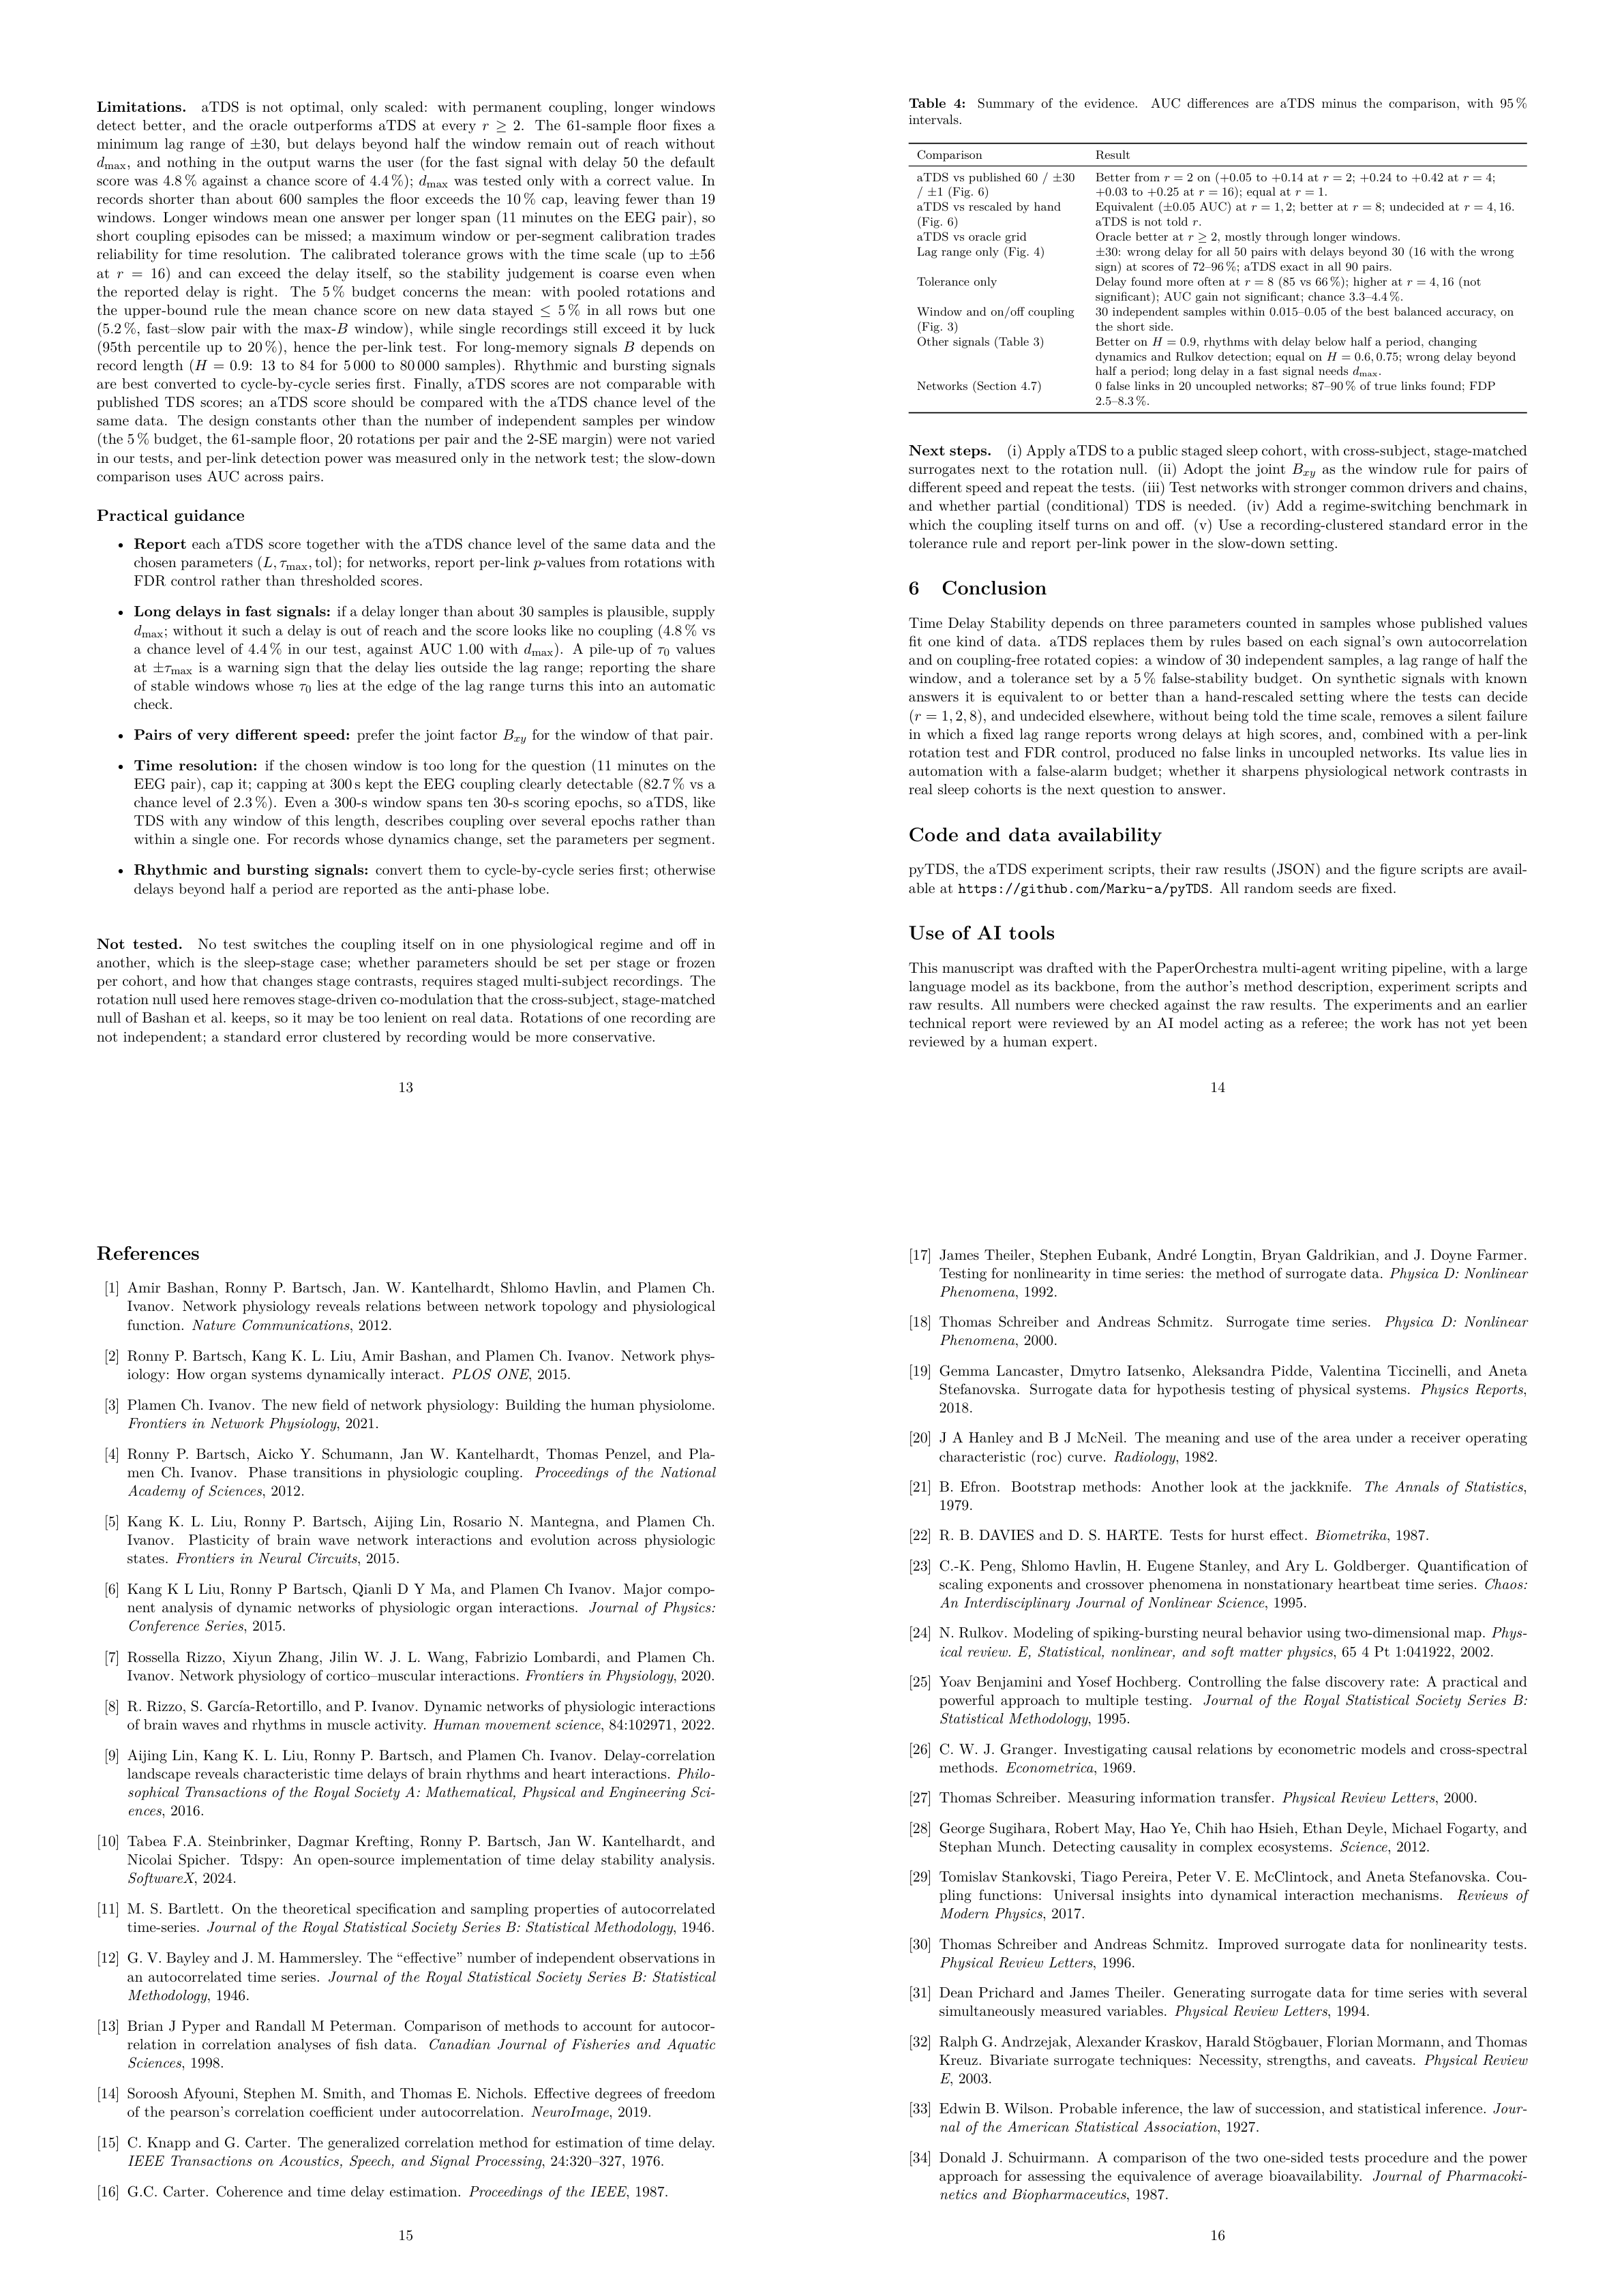 Limitations. aTDS is not optimal, only scaled: with permanent coupling, longer windows
detect better, and the oracle outperforms aTDS at every r ≥ 2. The 61-sample floor fixes a
minimum lag range of ±30, but delays beyond half the window remain out of reach without
dmax, and nothing in the output warns the user (for the fast signal with delay 50 the default
score was 4.8 % against a chance score of 4.4 %); dmax was tested only with a correct value. In
records shorter than about 600 samples the floor exceeds the 10 % cap, leaving fewer than 19
windows. Longer windows mean one answer per longer span (11 minutes on the EEG pair), so
short coupling episodes can be missed; a maximum window or per-segment calibration trades
reliability for time resolution. The calibrated tolerance grows with the time scale (up to ±56
at r = 16) and can exceed the delay itself, so the stability judgement is coarse even when
the reported delay is right. The 5 % budget concerns the mean: with pooled rotations and
the upper-bound rule the mean chance score on new data stayed ≤ 5 % in all rows but one
(5.2 %, fast–slow pair with the max-B window), while single recordings still exceed it by luck
(95th percentile up to 20 %), hence the per-link test. For long-memory signals B depends on
record length (H = 0.9: 13 to 84 for 5 000 to 80 000 samples). Rhythmic and bursting signals
are best converted to cycle-by-cycle series first. Finally, aTDS scores are not comparable with
published TDS scores; an aTDS score should be compared with the aTDS chance level of the
same data. The design constants other than the number of independent samples per window
(the 5 % budget, the 61-sample floor, 20 rotations per pair and the 2-SE margin) were not varied
in our tests, and per-link detection power was measured only in the network test; the slow-down
comparison uses AUC across pairs.
Practical guidance
• Report each aTDS score together with the aTDS chance level of the same data and the
chosen parameters (L, τmax, tol); for networks, report per-link p-values from rotations with
FDR control rather than thresholded scores.
• Long delays in fast signals: if a delay longer than about 30 samples is plausible, supply
dmax; without it such a delay is out of reach and the score looks like no coupling (4.8 % vs
a chance level of 4.4 % in our test, against AUC 1.00 with dmax). A pile-up of τ0 values
at ±τmax is a warning sign that the delay lies outside the lag range; reporting the share
of stable windows whose τ0 lies at the edge of the lag range turns this into an automatic
check.
• Pairs of very different speed: prefer the joint factor Bxy for the window of that pair.
• Time resolution: if the chosen window is too long for the question (11 minutes on the
EEG pair), cap it; capping at 300 s kept the EEG coupling clearly detectable (82.7 % vs a
chance level of 2.3 %). Even a 300-s window spans ten 30-s scoring epochs, so aTDS, like
TDS with any window of this length, describes coupling over several epochs rather than
within a single one. For records whose dynamics change, set the parameters per segment.
• Rhythmic and bursting signals: convert them to cycle-by-cycle series first; otherwise
delays beyond half a period are reported as the anti-phase lobe.
Not tested. No test switches the coupling itself on in one physiological regime and off in
another, which is the sleep-stage case; whether parameters should be set per stage or frozen
per cohort, and how that changes stage contrasts, requires staged multi-subject recordings. The
rotation null used here removes stage-driven co-modulation that the cross-subject, stage-matched
null of Bashan et al. keeps, so it may be too lenient on real data. Rotations of one recording are
not independent; a standard error clustered by recording would be more conservative.
13
Table 4: Summary of the evidence. AUC differences are aTDS minus the comparison, with 95 %
intervals.
Comparison Result
aTDS vs published 60 / ±30 Better from r = 2 on (+0.05 to +0.14 at r = 2; +0.24 to +0.42 at r = 4;
/ ±1 (Fig. 6) +0.03 to +0.25 at r = 16); equal at r = 1.
aTDS vs rescaled by hand Equivalent (±0.05 AUC) at r = 1, 2; better at r = 8; undecided at r = 4, 16.
(Fig. 6) aTDS is not told r.
aTDS vs oracle grid Oracle better at r ≥ 2, mostly through longer windows.
Lag range only (Fig. 4) ±30: wrong delay for all 50 pairs with delays beyond 30 (16 with the wrong
sign) at scores of 72–96 %; aTDS exact in all 90 pairs.
Tolerance only Delay found more often at r = 8 (85 vs 66 %); higher at r = 4, 16 (not
significant); AUC gain not significant; chance 3.3–4.4 %.
Window and on/off coupling 30 independent samples within 0.015–0.05 of the best balanced accuracy, on
(Fig. 3) the short side.
Other signals (Table 3) Better on H = 0.9, rhythms with delay below half a period, changing
dynamics and Rulkov detection; equal on H = 0.6, 0.75; wrong delay beyond
half a period; long delay in a fast signal needs dmax.
Networks (Section 4.7) 0 false links in 20 uncoupled networks; 87–90 % of true links found; FDP
2.5–8.3 %.
Next steps. (i) Apply aTDS to a public staged sleep cohort, with cross-subject, stage-matched
surrogates next to the rotation null. (ii) Adopt the joint Bxy as the window rule for pairs of
different speed and repeat the tests. (iii) Test networks with stronger common drivers and chains,
and whether partial (conditional) TDS is needed. (iv) Add a regime-switching benchmark in
which the coupling itself turns on and off. (v) Use a recording-clustered standard error in the
tolerance rule and report per-link power in the slow-down setting.
6 Conclusion
Time Delay Stability depends on three parameters counted in samples whose published values
fit one kind of data. aTDS replaces them by rules based on each signal's own autocorrelation
and on coupling-free rotated copies: a window of 30 independent samples, a lag range of half the
window, and a tolerance set by a 5 % false-stability budget. On synthetic signals with known
answers it is equivalent to or better than a hand-rescaled setting where the tests can decide
(r = 1, 2, 8), and undecided elsewhere, without being told the time scale, removes a silent failure
in which a fixed lag range reports wrong delays at high scores, and, combined with a per-link
rotation test and FDR control, produced no false links in uncoupled networks. Its value lies in
automation with a false-alarm budget; whether it sharpens physiological network contrasts in
real sleep cohorts is the next question to answer.
Code and data availability
pyTDS, the aTDS experiment scripts, their raw results (JSON) and the figure scripts are avail-
able at https://github.com/Marku-a/pyTDS. All random seeds are fixed.
Use of AI tools
This manuscript was drafted with the PaperOrchestra multi-agent writing pipeline, with a large
language model as its backbone, from the author's method description, experiment scripts and
raw results. All numbers were checked against the raw results. The experiments and an earlier
technical report were reviewed by an AI model acting as a referee; the work has not yet been
reviewed by a human expert.
14
References
[1] Amir Bashan, Ronny P. Bartsch, Jan. W. Kantelhardt, Shlomo Havlin, and Plamen Ch.
Ivanov. Network physiology reveals relations between network topology and physiological
function. Nature Communications, 2012.
[2] Ronny P. Bartsch, Kang K. L. Liu, Amir Bashan, and Plamen Ch. Ivanov. Network phys-
iology: How organ systems dynamically interact. PLOS ONE, 2015.
[3] Plamen Ch. Ivanov. The new field of network physiology: Building the human physiolome.
Frontiers in Network Physiology, 2021.
[4] Ronny P. Bartsch, Aicko Y. Schumann, Jan W. Kantelhardt, Thomas Penzel, and Pla-
men Ch. Ivanov. Phase transitions in physiologic coupling. Proceedings of the National
Academy of Sciences, 2012.
[5] Kang K. L. Liu, Ronny P. Bartsch, Aijing Lin, Rosario N. Mantegna, and Plamen Ch.
Ivanov. Plasticity of brain wave network interactions and evolution across physiologic
states. Frontiers in Neural Circuits, 2015.
[6] Kang K L Liu, Ronny P Bartsch, Qianli D Y Ma, and Plamen Ch Ivanov. Major compo-
nent analysis of dynamic networks of physiologic organ interactions. Journal of Physics:
Conference Series, 2015.
[7] Rossella Rizzo, Xiyun Zhang, Jilin W. J. L. Wang, Fabrizio Lombardi, and Plamen Ch.
Ivanov. Network physiology of cortico–muscular interactions. Frontiers in Physiology, 2020.
[8] R. Rizzo, S. García-Retortillo, and P. Ivanov. Dynamic networks of physiologic interactions
of brain waves and rhythms in muscle activity. Human movement science, 84:102971, 2022.
[9] Aijing Lin, Kang K. L. Liu, Ronny P. Bartsch, and Plamen Ch. Ivanov. Delay-correlation
landscape reveals characteristic time delays of brain rhythms and heart interactions. Philo-
sophical Transactions of the Royal Society A: Mathematical, Physical and Engineering Sci-
ences, 2016.
[10] Tabea F.A. Steinbrinker, Dagmar Krefting, Ronny P. Bartsch, Jan W. Kantelhardt, and
Nicolai Spicher. Tdspy: An open-source implementation of time delay stability analysis.
SoftwareX, 2024.
[11] M. S. Bartlett. On the theoretical specification and sampling properties of autocorrelated
time-series. Journal of the Royal Statistical Society Series B: Statistical Methodology, 1946.
[12] G. V. Bayley and J. M. Hammersley. The “effective” number of independent observations in
an autocorrelated time series. Journal of the Royal Statistical Society Series B: Statistical
Methodology, 1946.
[13] Brian J Pyper and Randall M Peterman. Comparison of methods to account for autocor-
relation in correlation analyses of fish data. Canadian Journal of Fisheries and Aquatic
Sciences, 1998.
[14] Soroosh Afyouni, Stephen M. Smith, and Thomas E. Nichols. Effective degrees of freedom
of the pearson's correlation coefficient under autocorrelation. NeuroImage, 2019.
[15] C. Knapp and G. Carter. The generalized correlation method for estimation of time delay.
IEEE Transactions on Acoustics, Speech, and Signal Processing, 24:320–327, 1976.
[16] G.C. Carter. Coherence and time delay estimation. Proceedings of the IEEE, 1987.
15
[17] James Theiler, Stephen Eubank, André Longtin, Bryan Galdrikian, and J. Doyne Farmer.
Testing for nonlinearity in time series: the method of surrogate data. Physica D: Nonlinear
Phenomena, 1992.
[18] Thomas Schreiber and Andreas Schmitz. Surrogate time series. Physica D: Nonlinear
Phenomena, 2000.
[19] Gemma Lancaster, Dmytro Iatsenko, Aleksandra Pidde, Valentina Ticcinelli, and Aneta
Stefanovska. Surrogate data for hypothesis testing of physical systems. Physics Reports,
2018.
[20] J A Hanley and B J McNeil. The meaning and use of the area under a receiver operating
characteristic (roc) curve. Radiology, 1982.
[21] B. Efron. Bootstrap methods: Another look at the jackknife. The Annals of Statistics,
1979.
[22] R. B. DAVIES and D. S. HARTE. Tests for hurst effect. Biometrika, 1987.
[23] C.-K. Peng, Shlomo Havlin, H. Eugene Stanley, and Ary L. Goldberger. Quantification of
scaling exponents and crossover phenomena in nonstationary heartbeat time series. Chaos:
An Interdisciplinary Journal of Nonlinear Science, 1995.
[24] N. Rulkov. Modeling of spiking-bursting neural behavior using two-dimensional map. Phys-
ical review. E, Statistical, nonlinear, and soft matter physics, 65 4 Pt 1:041922, 2002.
[25] Yoav Benjamini and Yosef Hochberg. Controlling the false discovery rate: A practical and
powerful approach to multiple testing. Journal of the Royal Statistical Society Series B:
Statistical Methodology, 1995.
[26] C. W. J. Granger. Investigating causal relations by econometric models and cross-spectral
methods. Econometrica, 1969.
[27] Thomas Schreiber. Measuring information transfer. Physical Review Letters, 2000.
[28] George Sugihara, Robert May, Hao Ye, Chih hao Hsieh, Ethan Deyle, Michael Fogarty, and
Stephan Munch. Detecting causality in complex ecosystems. Science, 2012.
[29] Tomislav Stankovski, Tiago Pereira, Peter V. E. McClintock, and Aneta Stefanovska. Cou-
pling functions: Universal insights into dynamical interaction mechanisms. Reviews of
Modern Physics, 2017.
[30] Thomas Schreiber and Andreas Schmitz. Improved surrogate data for nonlinearity tests.
Physical Review Letters, 1996.
[31] Dean Prichard and James Theiler. Generating surrogate data for time series with several
simultaneously measured variables. Physical Review Letters, 1994.
[32] Ralph G. Andrzejak, Alexander Kraskov, Harald Stögbauer, Florian Mormann, and Thomas
Kreuz. Bivariate surrogate techniques: Necessity, strengths, and caveats. Physical Review
E, 2003.
[33] Edwin B. Wilson. Probable inference, the law of succession, and statistical inference. Jour-
nal of the American Statistical Association, 1927.
[34] Donald J. Schuirmann. A comparison of the two one-sided tests procedure and the power
approach for assessing the equivalence of average bioavailability. Journal of Pharmacoki-
netics and Biopharmaceutics, 1987.
16